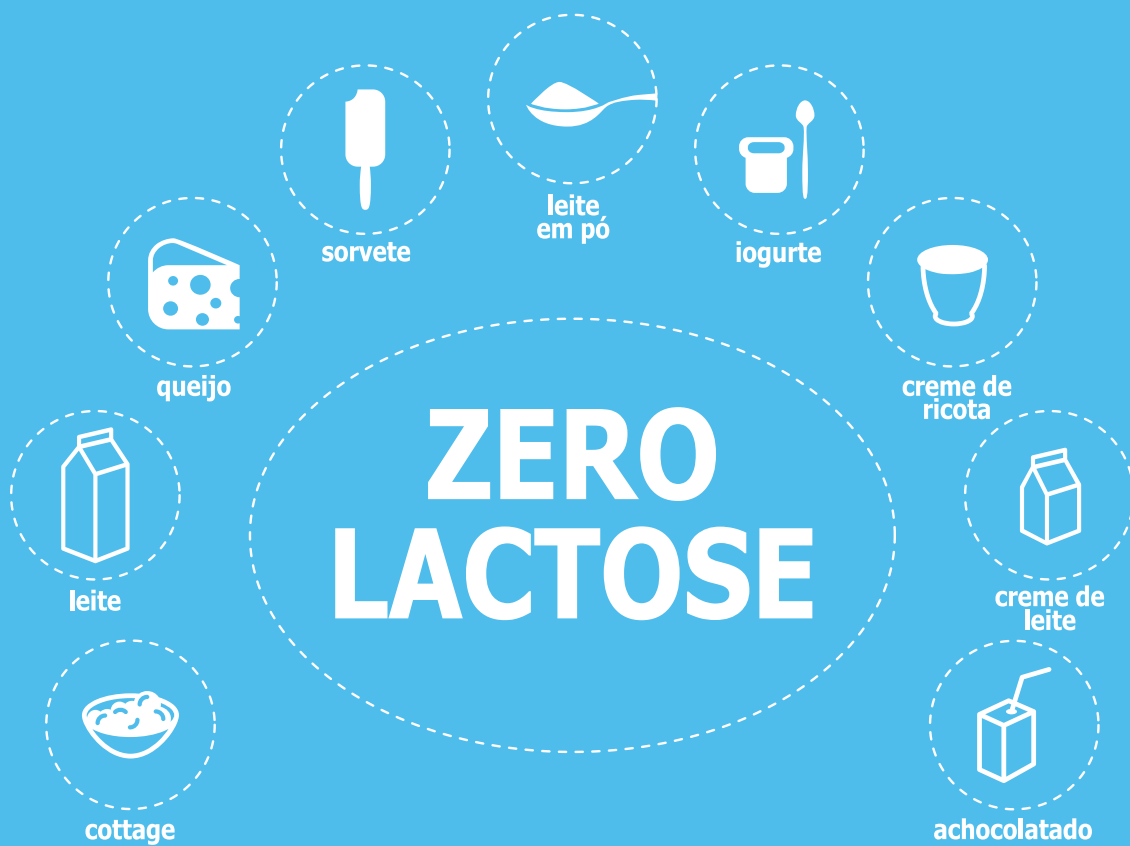 leite
em pó
sorvete
iogurte
queijo
creme de
ricota
ZERO
LACTOSE
leite
creme de
leite
cottage
achocolatado